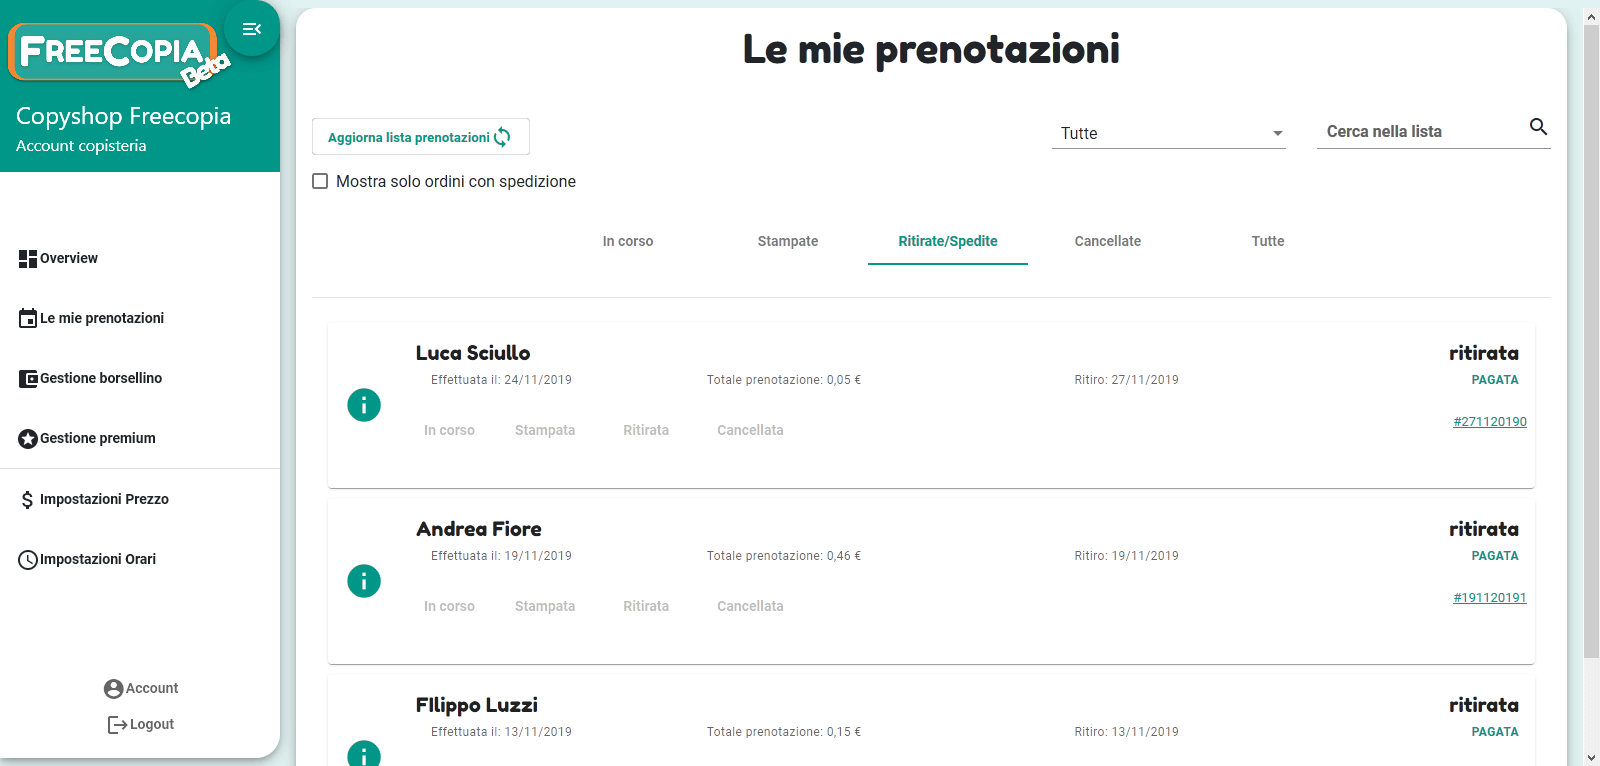 FREECOPIA
Beta
Copyshop Freecopia
Account copisteria
Overview
Le mie prenotazioni
Gestione borsellino
Gestione premium
Impostazioni Prezzo
Impostazioni Orari
Account
Logout
Le mie prenotazioni
Aggiorna lista prenotazioni
Tutte
Cerca nella lista
Mostra solo ordini con spedizione
In corso Stampate Ritirate/Spedite Cancellate Tutte
Luca Sciullo ritirata
Effettuata il: 24/11/2019 Totale prenotazione: 0,05 € Ritiro: 27/11/2019 PAGATA
#271120190
In corso Stampata Ritirata Cancellata
Andrea Fiore ritirata
Effettuata il: 19/11/2019 Totale prenotazione: 0,46 € Ritiro: 19/11/2019 PAGATA
#191120191
In corso Stampata Ritirata Cancellata
FIlippo Luzzi ritirata
Effettuata il: 13/11/2019 Totale prenotazione: 0,15 € Ritiro: 13/11/2019 PAGATA